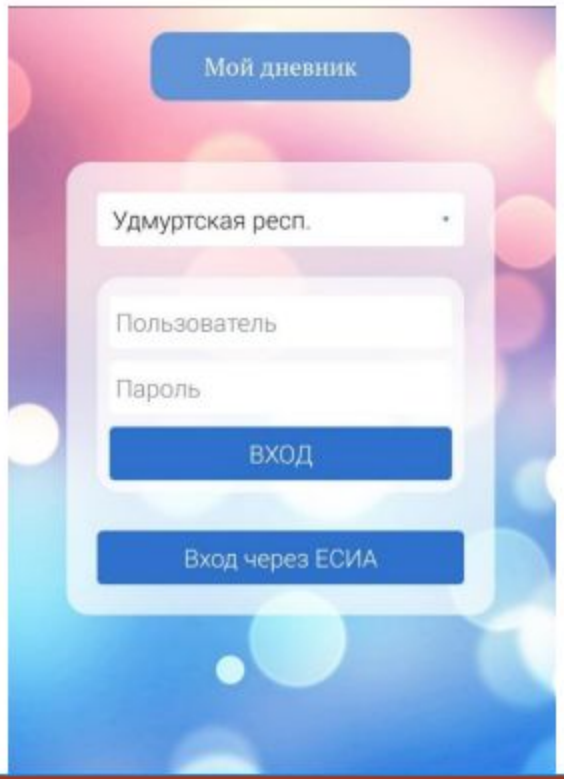 Мой дневник
Удмуртская респ.
Пользователь
Пароль
ВХОД
Вход через ЕСИА